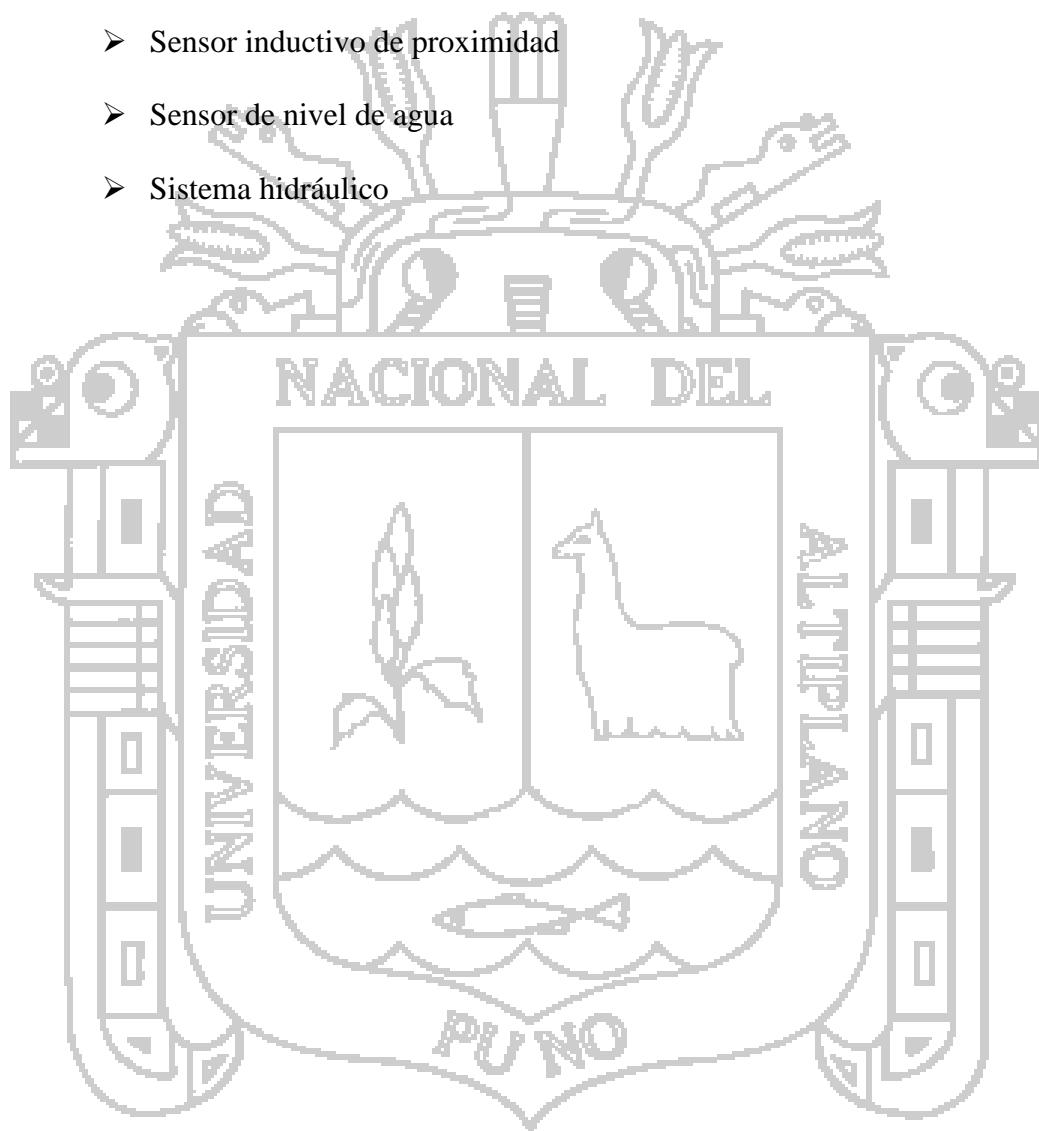 ➢ Sensor inductivo de proximidad
➢ Sensor de nivel de agua
➢ Sistema hidráulico
NACIONAL DEL
UNIVERSIDAD
ALTIPLANO
PUNO